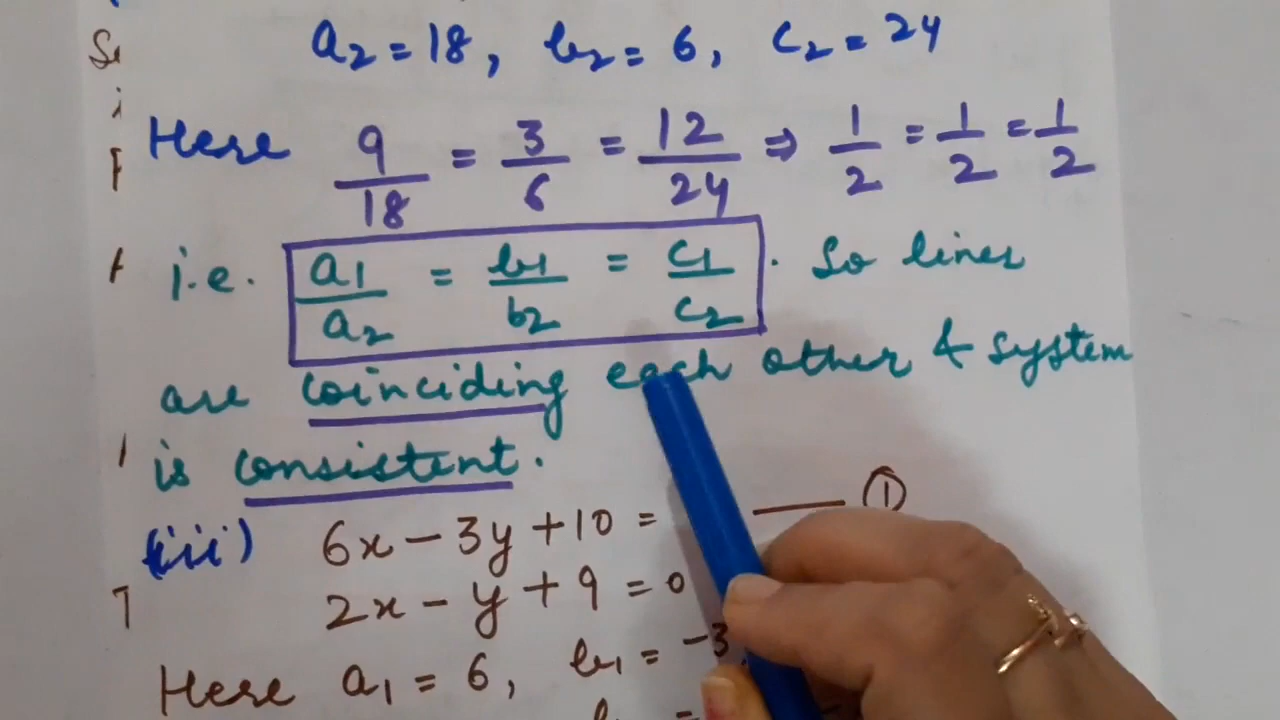 a₂ = 18, b₂ = 6, c₂ = 24
Here 9/18 = 3/6 = 12/24 ⇒ 1/2 = 1/2 = 1/2
i.e. a₁/a₂ = b₁/b₂ = c₁/c₂ . So lines
are coinciding each other & system
is consistent.
(iii) 6x − 3y + 10 = ①
2x − y + 9 = 0
Here a₁ = 6, b₁ = −3